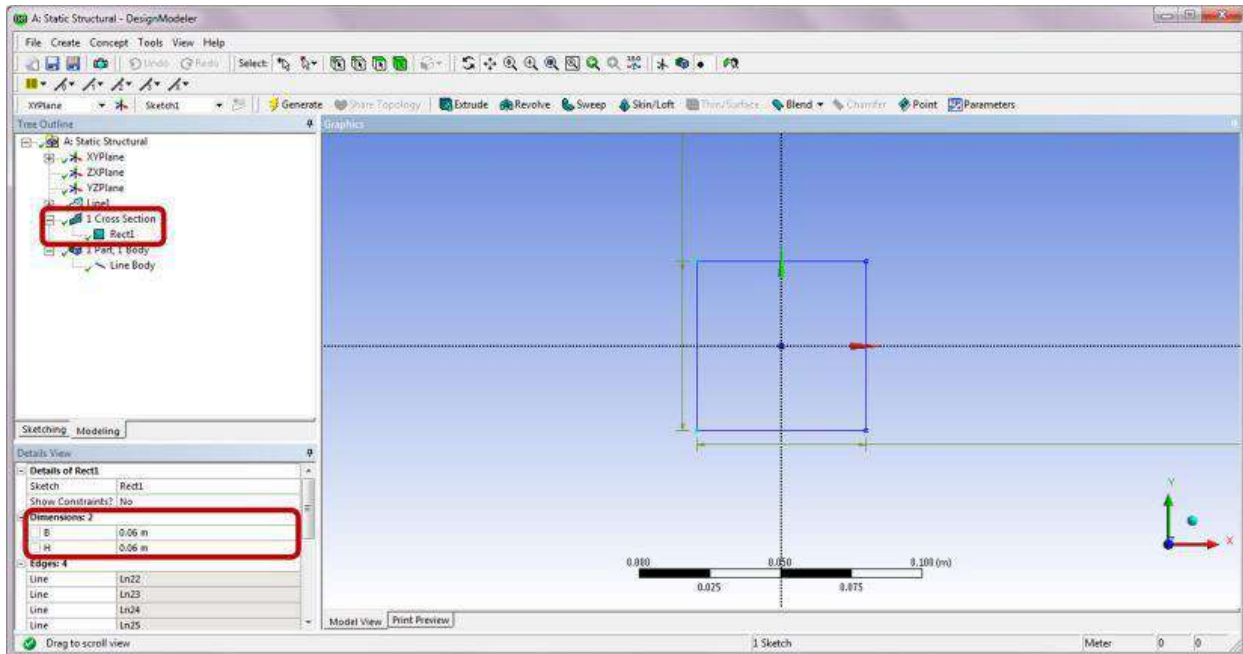 A: Static Structural - DesignModeler
File Create Concept Tools View Help
Undo Redo Select:
XYPlane Sketch1 Generate Share Topology Extrude Revolve Sweep Skin/Loft Thin/Surface Blend Chamfer Point Parameters
Tree Outline
Graphics
A: Static Structural
XYPlane
ZXPlane
YZPlane
Line1
1 Cross Section
Rect1
1 Part, 1 Body
Line Body
Sketching Modeling
Details View
Details of Rect1
Sketch Rect1
Show Constraints? No
Dimensions: 2
B 0.06 m
H 0.06 m
Edges: 4
Line Ln22
Line Ln23
Line Ln24
Line Ln25
0.000 0.050 0.100 (m)
0.025 0.075
Y
X
Model View Print Preview
Drag to scroll view 1 Sketch Meter 0 0